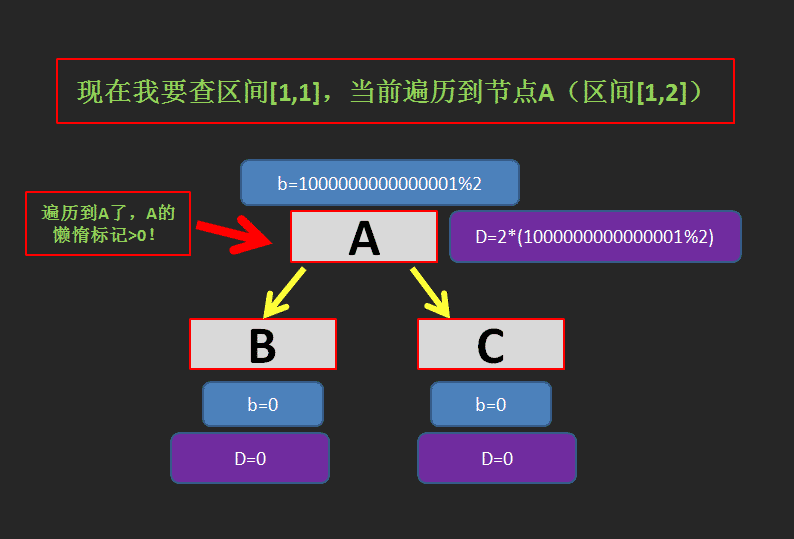 现在我要查区间[1,1]，当前遍历到节点A（区间[1,2]）
b=1000000000000001%2
遍历到A了，A的
懒惰标记>0！
A
D=2*(1000000000000001%2)
B
C
b=0
b=0
D=0
D=0